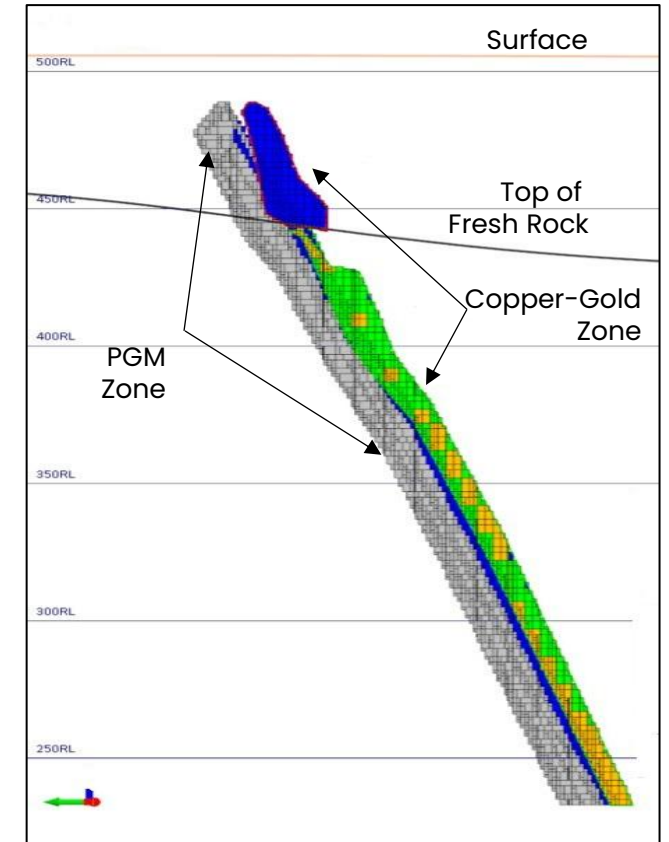 Surface
500RL
450RL
Top of
Fresh Rock
Copper-Gold
Zone
400RL
PGM
Zone
350RL
300RL
250RL